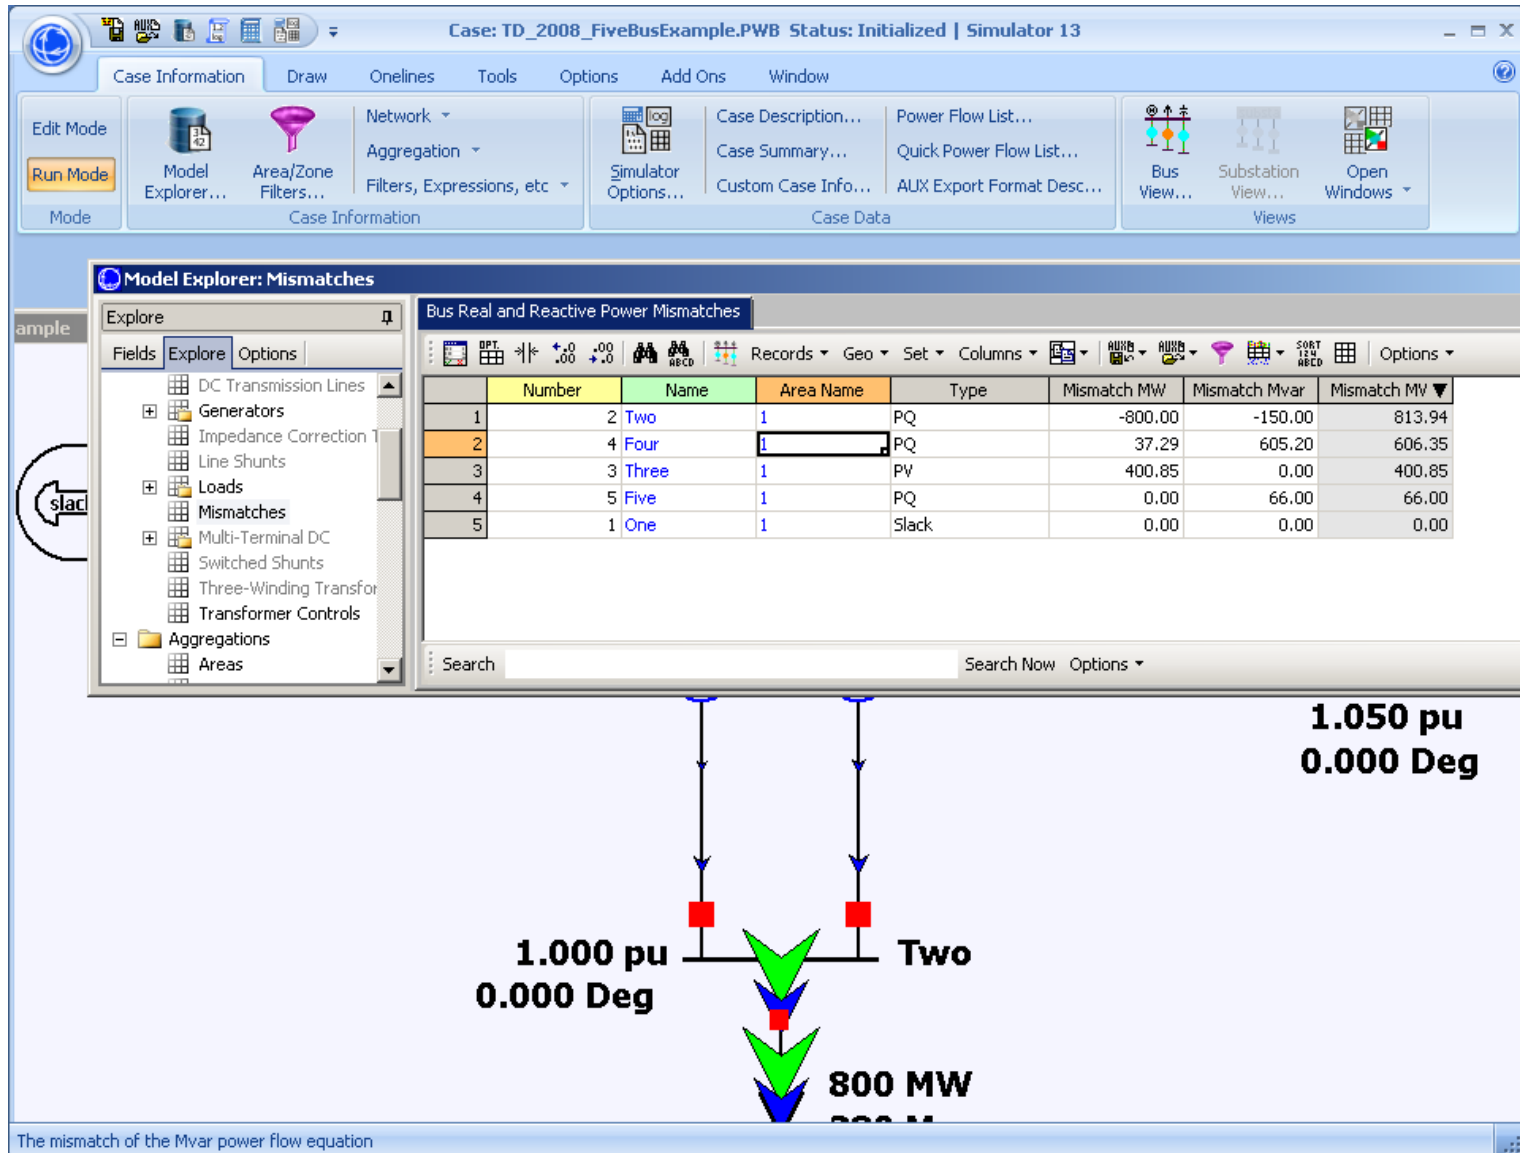 Case: TD_2008_FiveBusExample.PWB Status: Initialized | Simulator 13
Case Information Draw Onelines Tools Options Add Ons Window
Edit Mode
Run Mode
Mode
Model Explorer...
Area/Zone Filters...
Network
Aggregation
Filters, Expressions, etc
Case Information
Simulator Options...
Case Description...
Case Summary...
Custom Case Info...
Power Flow List...
Quick Power Flow List...
AUX Export Format Desc...
Case Data
Bus View...
Substation View...
Open Windows
Views
ample
Model Explorer: Mismatches
Explore
Fields Explore Options
DC Transmission Lines
Generators
Impedance Correction T
Line Shunts
Loads
Mismatches
Multi-Terminal DC
Switched Shunts
Three-Winding Transfor
Transformer Controls
Aggregations
Areas
Bus Real and Reactive Power Mismatches
Records Geo Set Columns Options
Number Name Area Name Type Mismatch MW Mismatch Mvar Mismatch MV
1 2 Two 1 PQ -800.00 -150.00 813.94
2 4 Four 1 PQ 37.29 605.20 606.35
3 3 Three 1 PV 400.85 0.00 400.85
4 5 Five 1 PQ 0.00 66.00 66.00
5 1 One 1 Slack 0.00 0.00 0.00
Search Search Now Options
slac
1.050 pu
0.000 Deg
1.000 pu Two
0.000 Deg
800 MW
The mismatch of the Mvar power flow equation